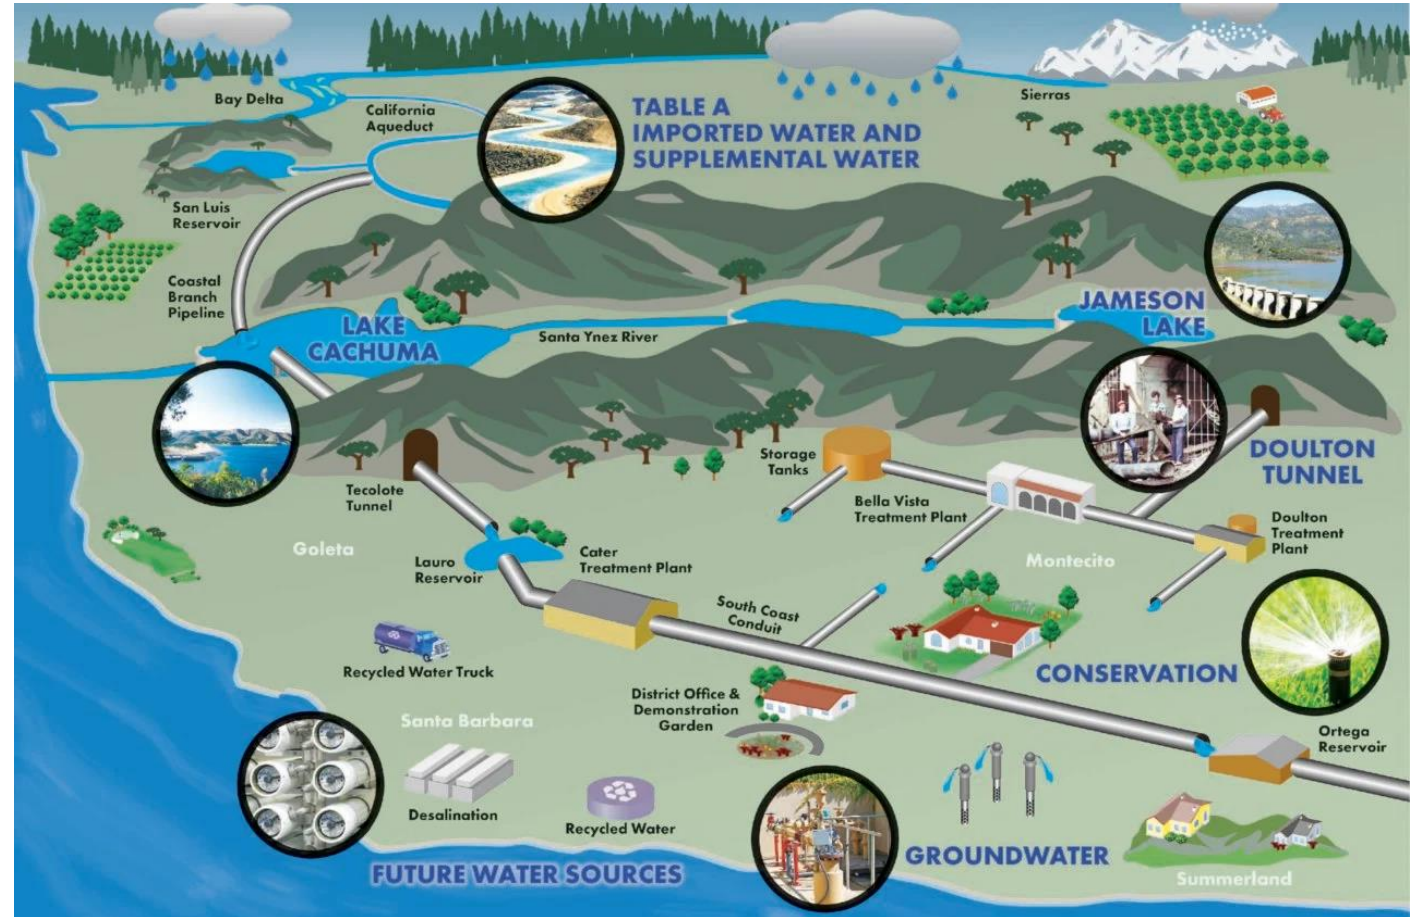 Bay Delta
California
Aqueduct
TABLE A
IMPORTED WATER AND
SUPPLEMENTAL WATER
Sierras
San Luis
Reservoir
Coastal
Branch
Pipeline
LAKE
CACHUMA
Santa Ynez River
JAMESON
LAKE
Tecolote
Tunnel
Storage
Tanks
Bella Vista
Treatment Plant
DOULTON
TUNNEL
Doulton
Treatment
Plant
Goleta
Lauro
Reservoir
Cater
Treatment Plant
Montecito
South Coast
Conduit
Recycled Water Truck
CONSERVATION
District Office &
Demonstration
Garden
Santa Barbara
Ortega
Reservoir
Desalination
Recycled Water
FUTURE WATER SOURCES
GROUNDWATER
Summerland